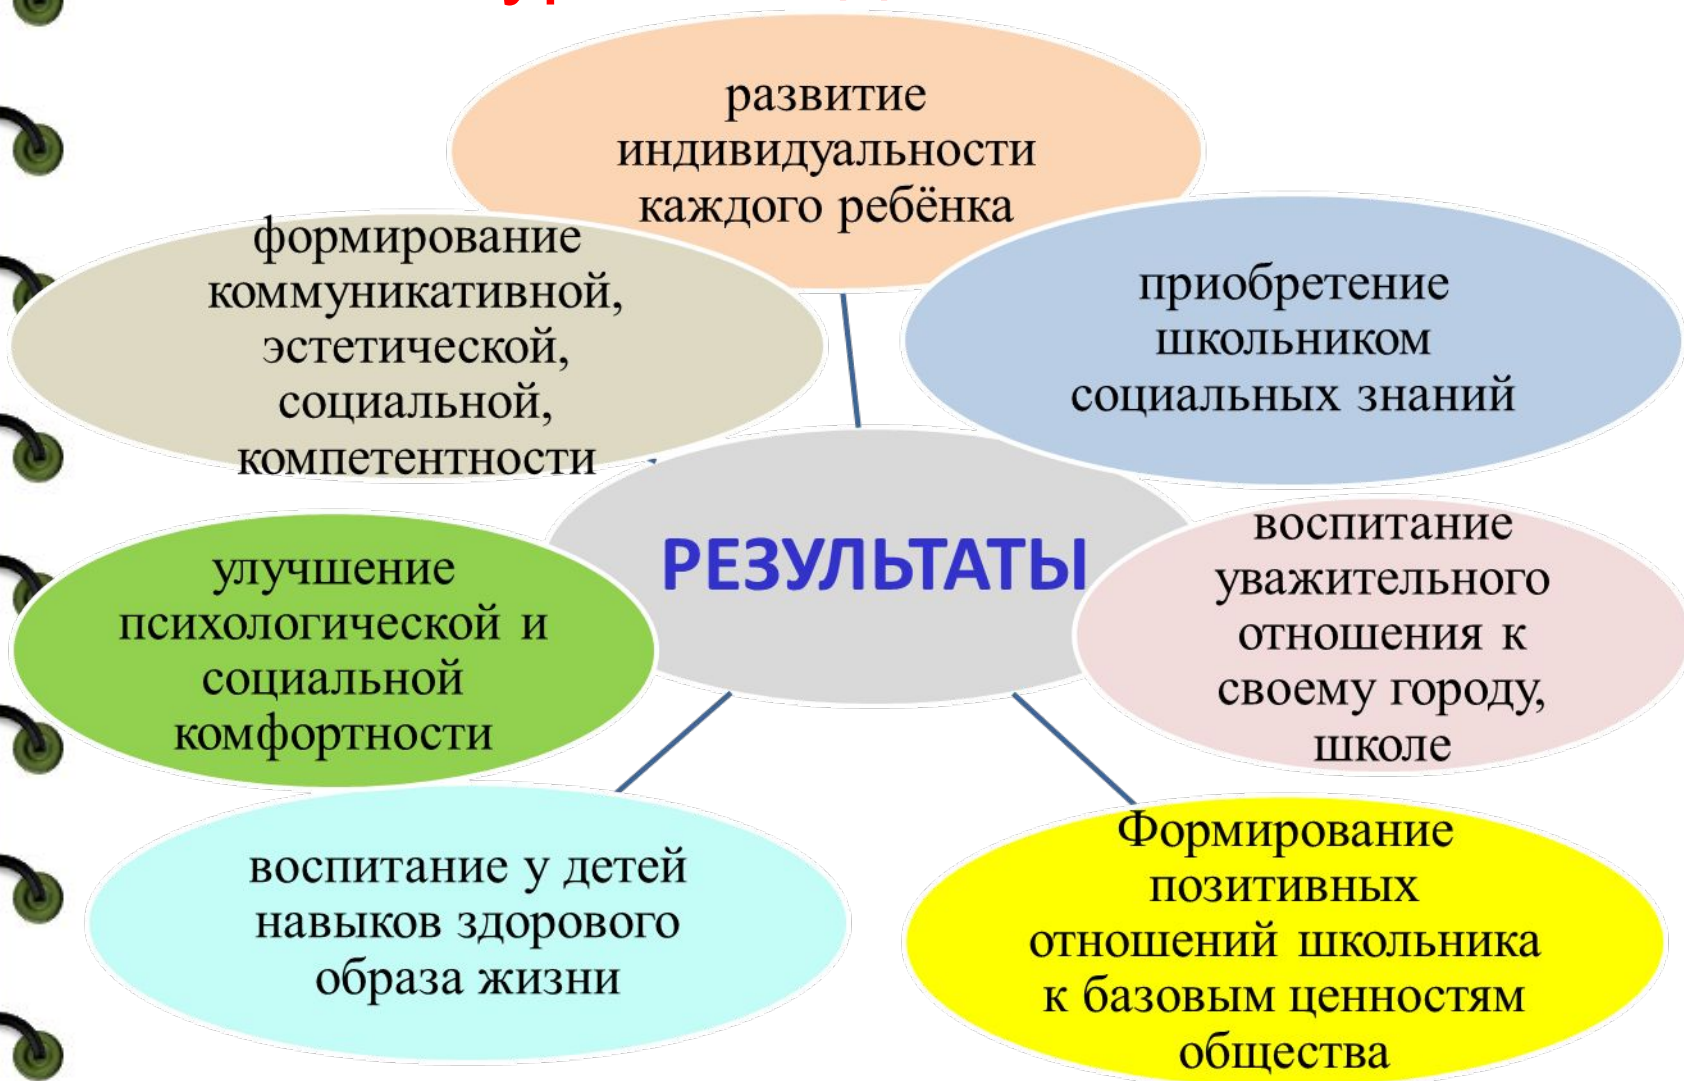 развитие
индивидуальности
каждого ребёнка
формирование
коммуникативной,
эстетической,
социальной,
компетентности
приобретение
школьником
социальных знаний
РЕЗУЛЬТАТЫ
улучшение
психологической и
социальной
комфортности
воспитание
уважительного
отношения к
своему городу,
школе
воспитание у детей
навыков здорового
образа жизни
Формирование
позитивных
отношений школьника
к базовым ценностям
общества